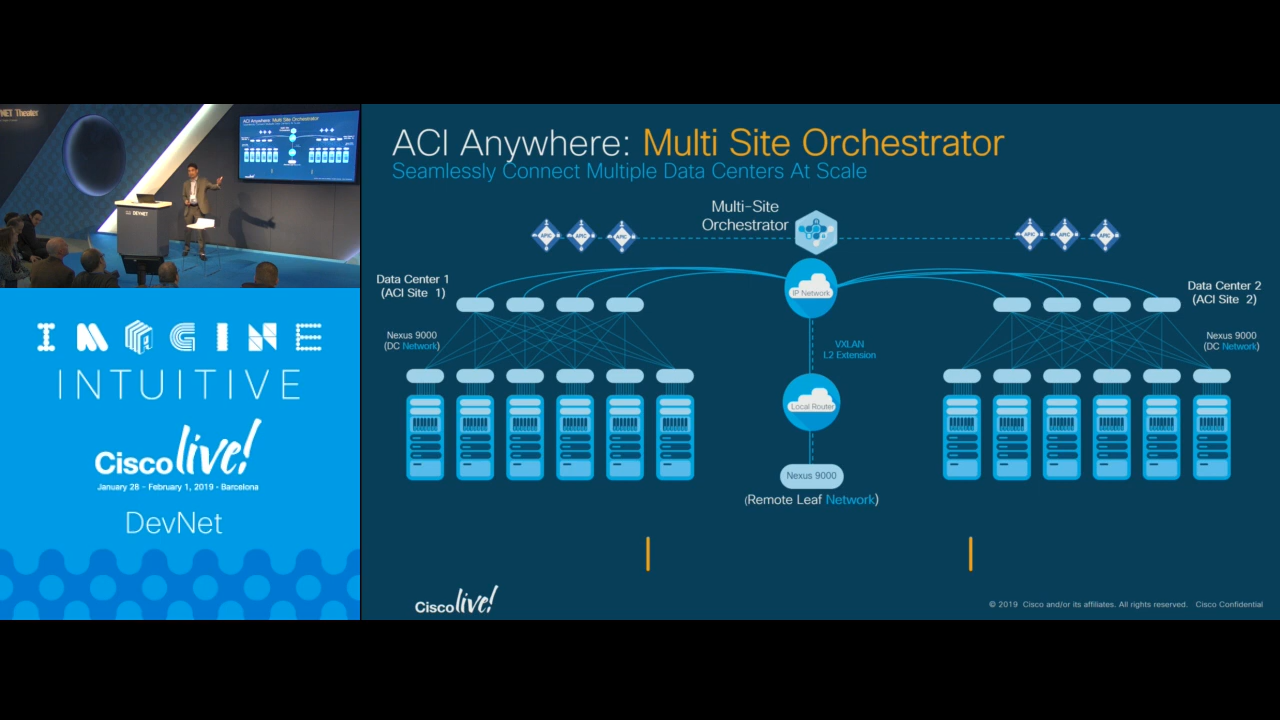 NET Theater
DEVNET
IMAGINE
INTUITIVE
Cisco live!
January 28 - February 1, 2019 • Barcelona
DevNet
ACI Anywhere: Multi Site Orchestrator
Seamlessly Connect Multiple Data Centers At Scale
Multi-Site
Orchestrator
APIC
APIC
APIC
APIC
APIC
APIC
Data Center 1
(ACI Site 1)
IP Network
Data Center 2
(ACI Site 2)
Nexus 9000
(DC Network)
VXLAN
L2 Extension
Nexus 9000
(DC Network)
Local Router
Nexus 9000
(Remote Leaf Network)
Cisco live!
© 2019 Cisco and/or its affiliates. All rights reserved. Cisco Confidential